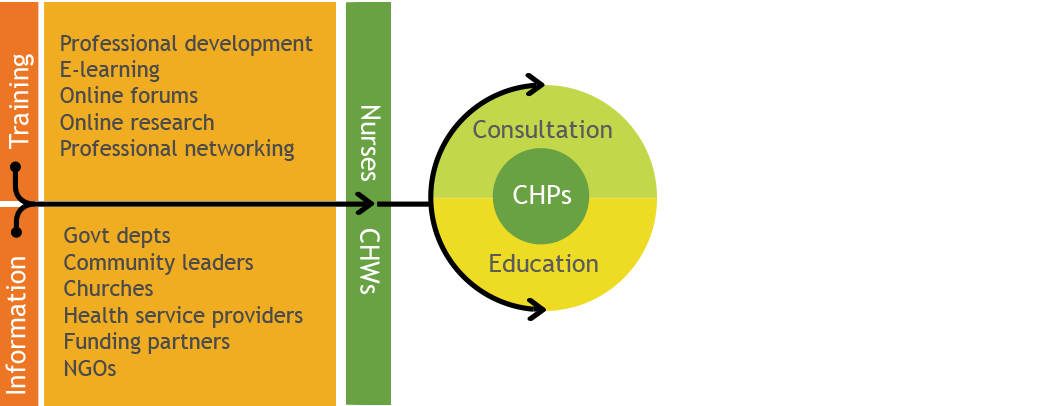 Training
Professional development
E-learning
Online forums
Online research
Professional networking
Information
Govt depts
Community leaders
Churches
Health service providers
Funding partners
NGOs
Nurses
CHWs
Consultation
CHPs
Education